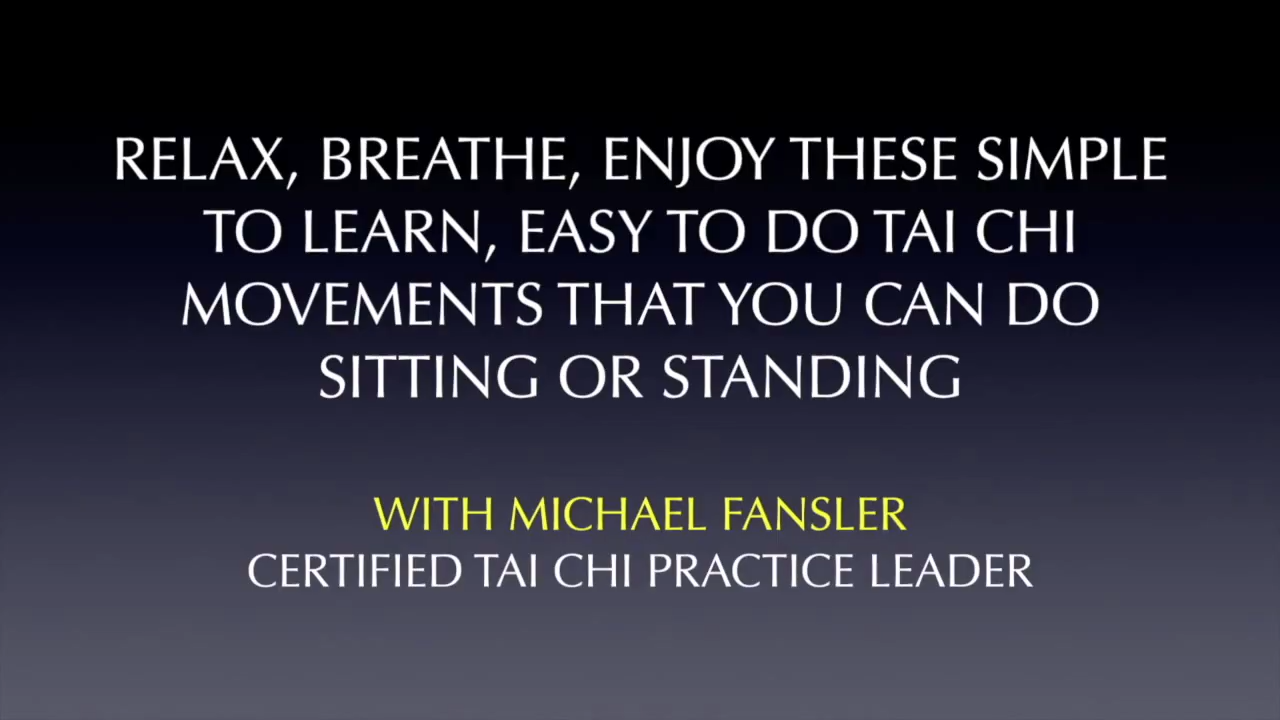 RELAX, BREATHE, ENJOY THESE SIMPLE
TO LEARN, EASY TO DO TAI CHI
MOVEMENTS THAT YOU CAN DO
SITTING OR STANDING
WITH MICHAEL FANSLER
CERTIFIED TAI CHI PRACTICE LEADER